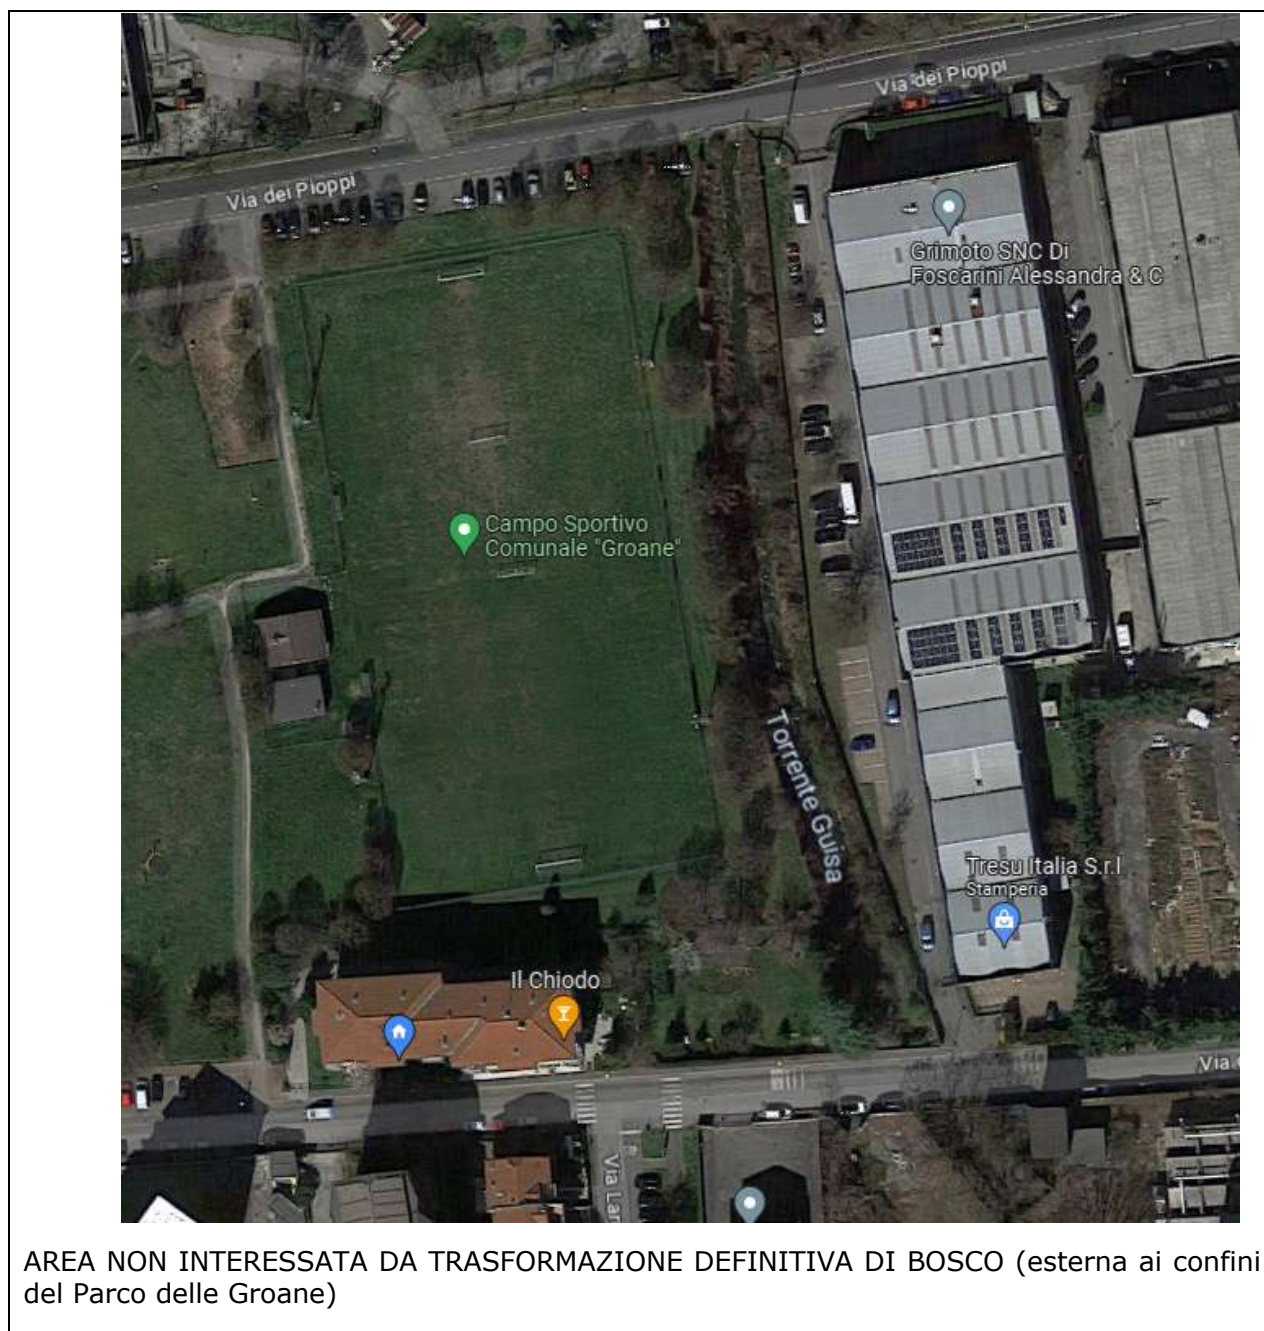 Via dei Pioppi
Via dei Pioppi
Grimoto SNC Di
Foscarini Alessandra & C
Campo Sportivo
Comunale "Groane"
Torrente Guisa
Tresu Italia S.r.l
Stamperia
Il Chiodo
Via
Via
AREA NON INTERESSATA DA TRASFORMAZIONE DEFINITIVA DI BOSCO (esterna ai confini
del Parco delle Groane)